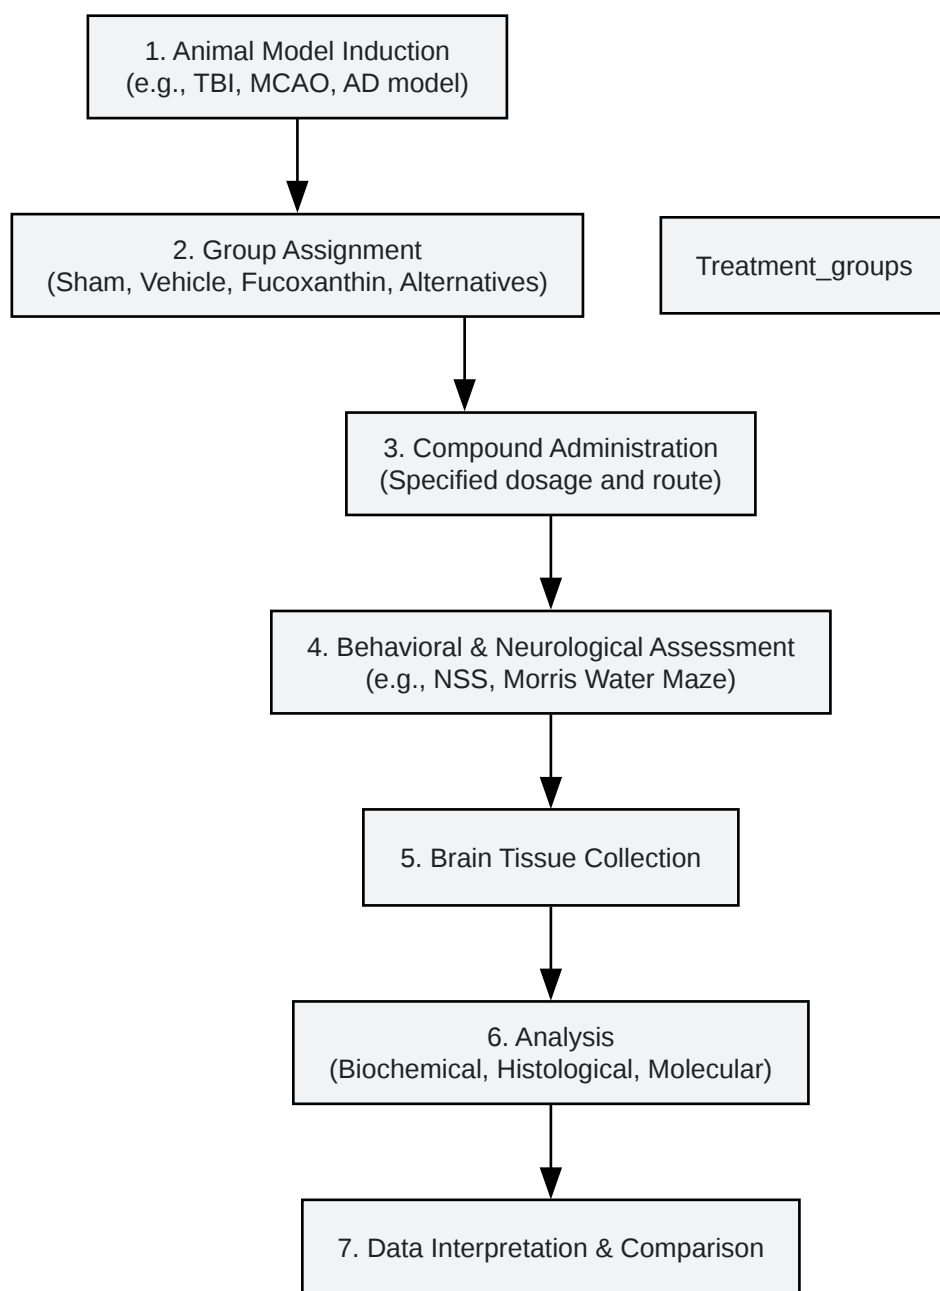 1. Animal Model Induction
(e.g., TBI, MCAO, AD model)
2. Group Assignment
(Sham, Vehicle, Fucoxanthin, Alternatives)
Treatment_groups
3. Compound Administration
(Specified dosage and route)
4. Behavioral & Neurological Assessment
(e.g., NSS, Morris Water Maze)
5. Brain Tissue Collection
6. Analysis
(Biochemical, Histological, Molecular)
7. Data Interpretation & Comparison